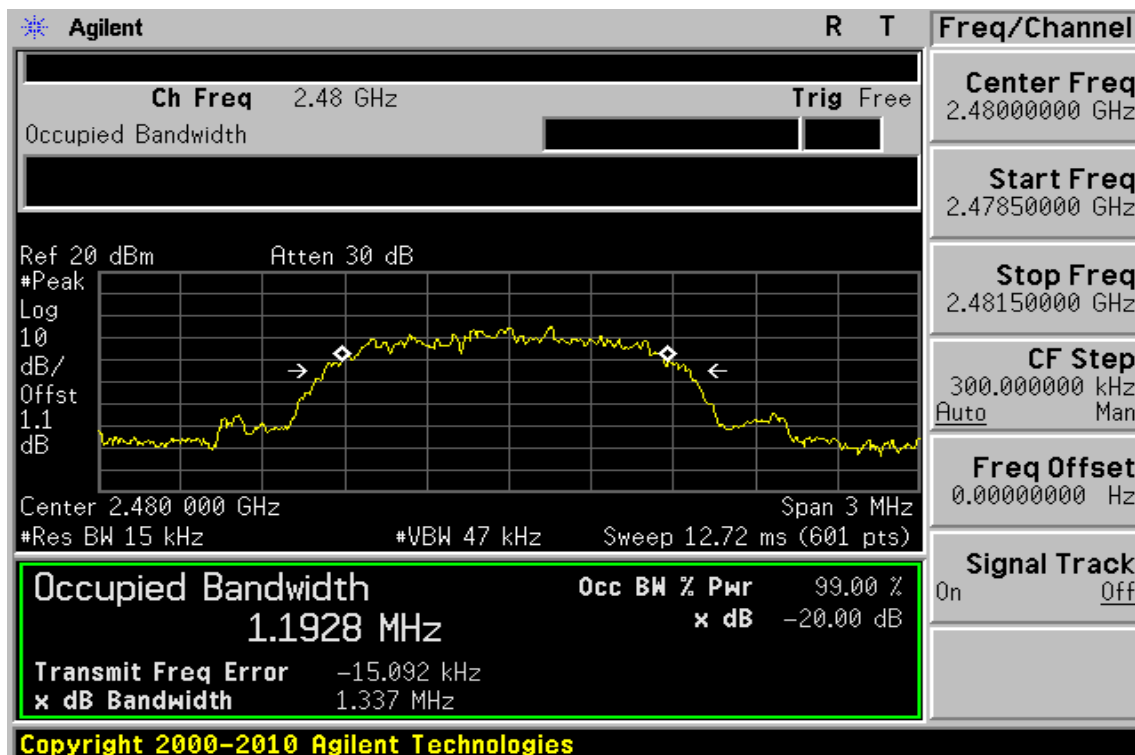 Agilent R T Freq/Channel
Ch Freq 2.48 GHz Trig Free
Occupied Bandwidth
Center Freq
2.48000000 GHz
Start Freq
2.47850000 GHz
Stop Freq
2.48150000 GHz
CF Step
300.000000 kHz
Auto Man
Freq Offset
0.00000000 Hz
Signal Track
On Off
Ref 20 dBm Atten 30 dB
#Peak
Log
10
dB/
Offst
1.1
dB
Center 2.480 000 GHz Span 3 MHz
#Res BW 15 kHz #VBW 47 kHz Sweep 12.72 ms (601 pts)
Occupied Bandwidth Occ BW % Pwr 99.00 %
1.1928 MHz x dB -20.00 dB
Transmit Freq Error -15.092 kHz
x dB Bandwidth 1.337 MHz
Copyright 2000-2010 Agilent Technologies